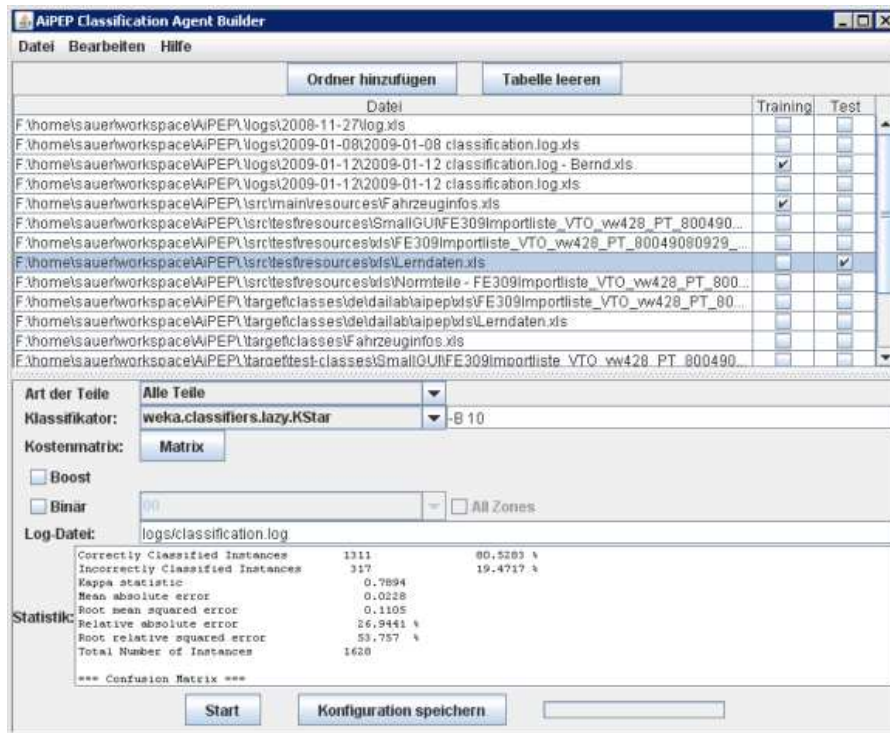 AiPEP Classification Agent Builder
Datei Bearbeiten Hilfe
Ordner hinzufügen Tabelle leeren
Datei Training Test
F:\home\sauer\workspace\AiPEP\.\logs\2008-11-27\log.xls
F:\home\sauer\workspace\AiPEP\.\logs\2009-01-08\2009-01-08 classification.log.xls
F:\home\sauer\workspace\AiPEP\.\logs\2009-01-12\2009-01-12 classification.log - Bernd.xls
F:\home\sauer\workspace\AiPEP\.\logs\2009-01-12\2009-01-12 classification.log.xls
F:\home\sauer\workspace\AiPEP\.\src\main\resources\Fahrzeuginfos.xls
F:\home\sauer\workspace\AiPEP\.\src\test\resources\SmallGUI\FE309Importliste_VTO_vw428_PT_800490...
F:\home\sauer\workspace\AiPEP\.\src\test\resources\xls\FE309Importliste_VTO_vw428_PT_80049080929_...
F:\home\sauer\workspace\AiPEP\.\src\test\resources\xls\Lerndaten.xls
F:\home\sauer\workspace\AiPEP\.\src\test\resources\xls\Normteile - FE309Importliste_VTO_vw428_PT_800...
F:\home\sauer\workspace\AiPEP\.\target\classes\de\dailab\aipep\xls\FE309Importliste_VTO_vw428_PT_80...
F:\home\sauer\workspace\AiPEP\.\target\classes\de\dailab\aipep\xls\Lerndaten.xls
F:\home\sauer\workspace\AiPEP\.\target\classes\Fahrzeuginfos.xls
F:\home\sauer\workspace\AiPEP\.\target\test-classes\SmallGUI\FE309Importliste_VTO_vw428_PT_800490...
Art der Teile Alle Teile
Klassifikator: weka.classifiers.lazy.KStar -B 10
Kostenmatrix: Matrix
Boost
Binär 00 All Zones
Log-Datei: logs/classification.log
Correctly Classified Instances 1311 80.5283 %
Incorrectly Classified Instances 317 19.4717 %
Kappa statistic 0.7894
Mean absolute error 0.0228
Statistik: Root mean squared error 0.1105
Relative absolute error 26.9441 %
Root relative squared error 53.757 %
Total Number of Instances 1628
=== Confusion Matrix ===
Start Konfiguration speichern